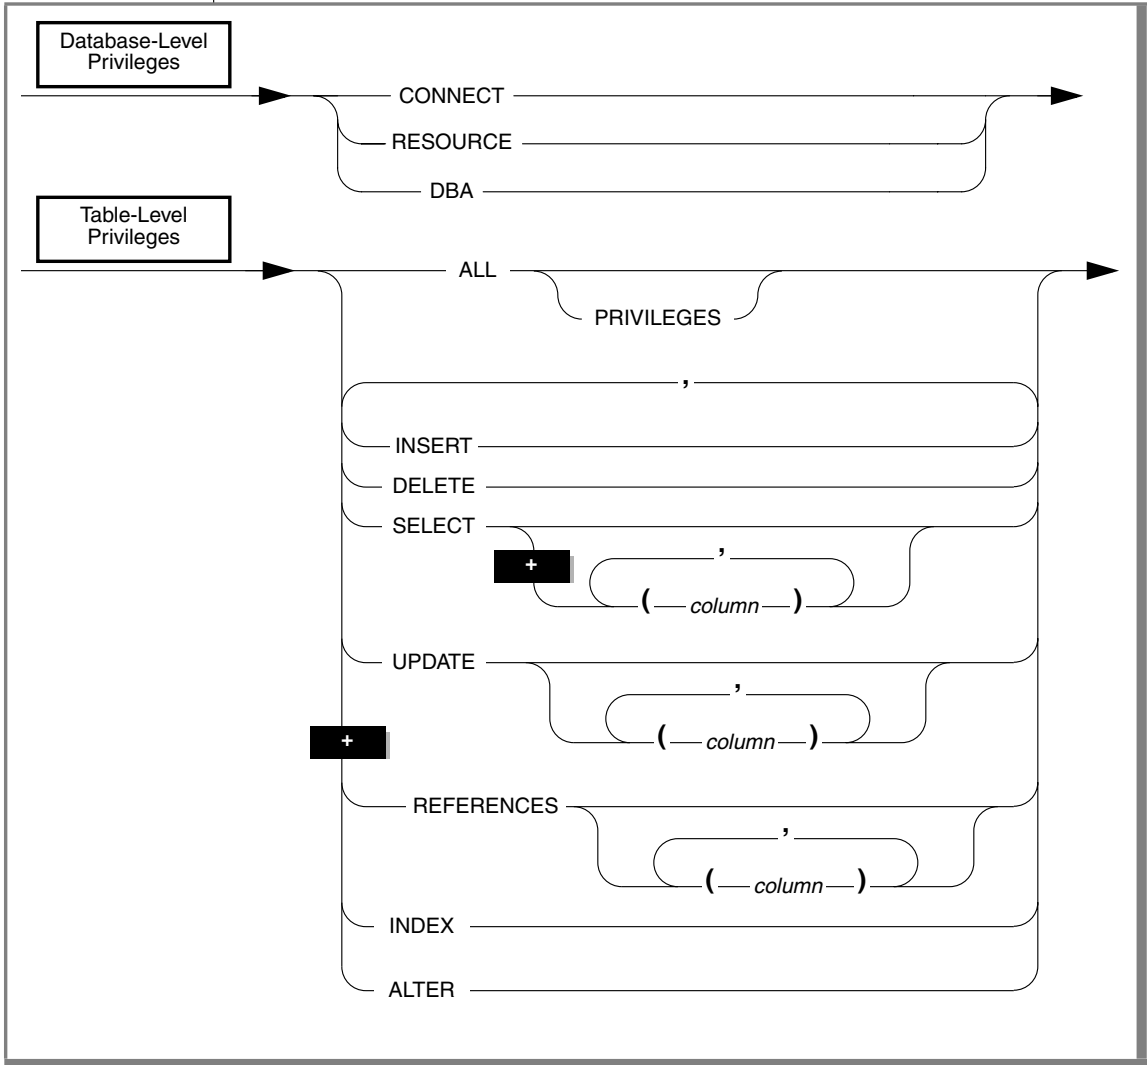 Database-Level
Privileges
CONNECT
RESOURCE
DBA
Table-Level
Privileges
ALL
PRIVILEGES
,
INSERT
DELETE
SELECT
+
,
( column )
UPDATE
,
( column )
+
REFERENCES
,
( column )
INDEX
ALTER